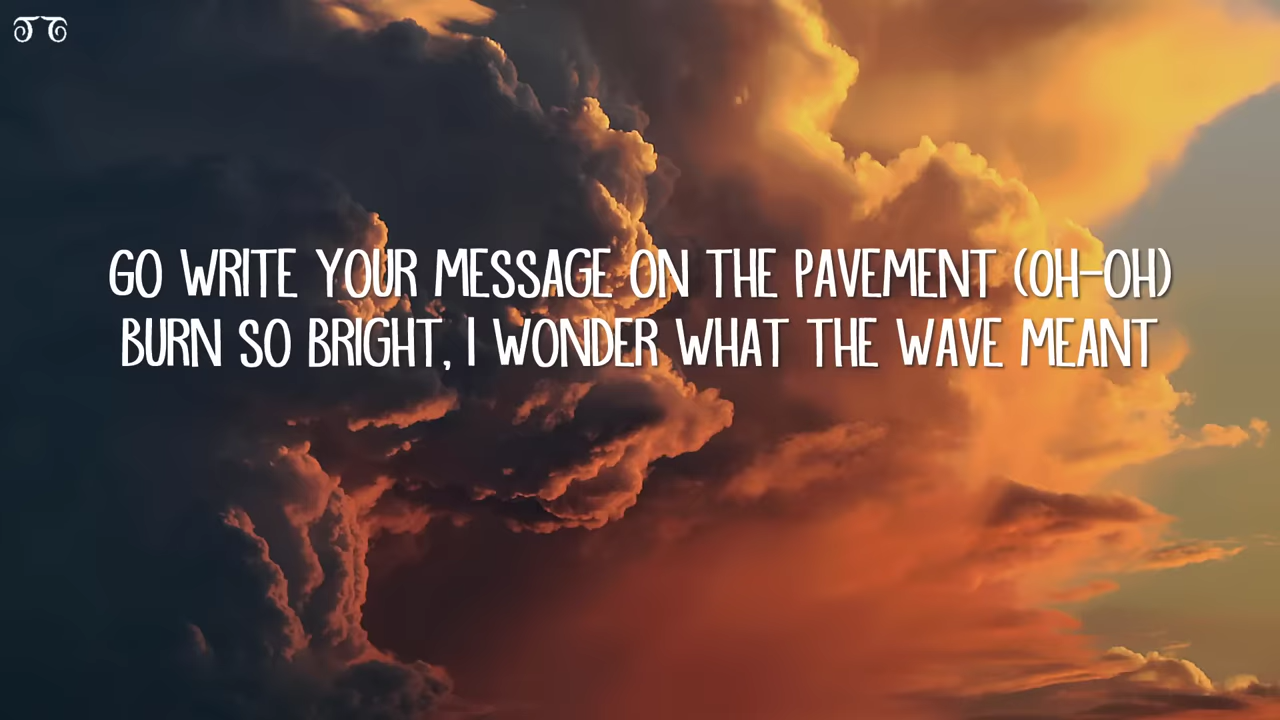 GO WRITE YOUR MESSAGE ON THE PAVEMENT (OH-OH)
BURN SO BRIGHT, I WONDER WHAT THE WAVE MEANT